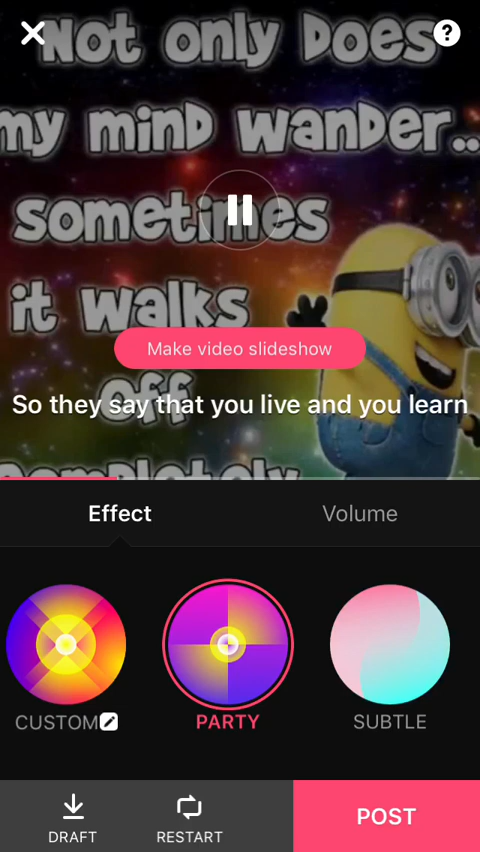 Not only Does
my mind wander..
sometimes
it walks
Make video slideshow
off
So they say that you live and you learn
completely
Effect
Volume
CUSTOM
PARTY
SUBTLE
DRAFT
RESTART
POST